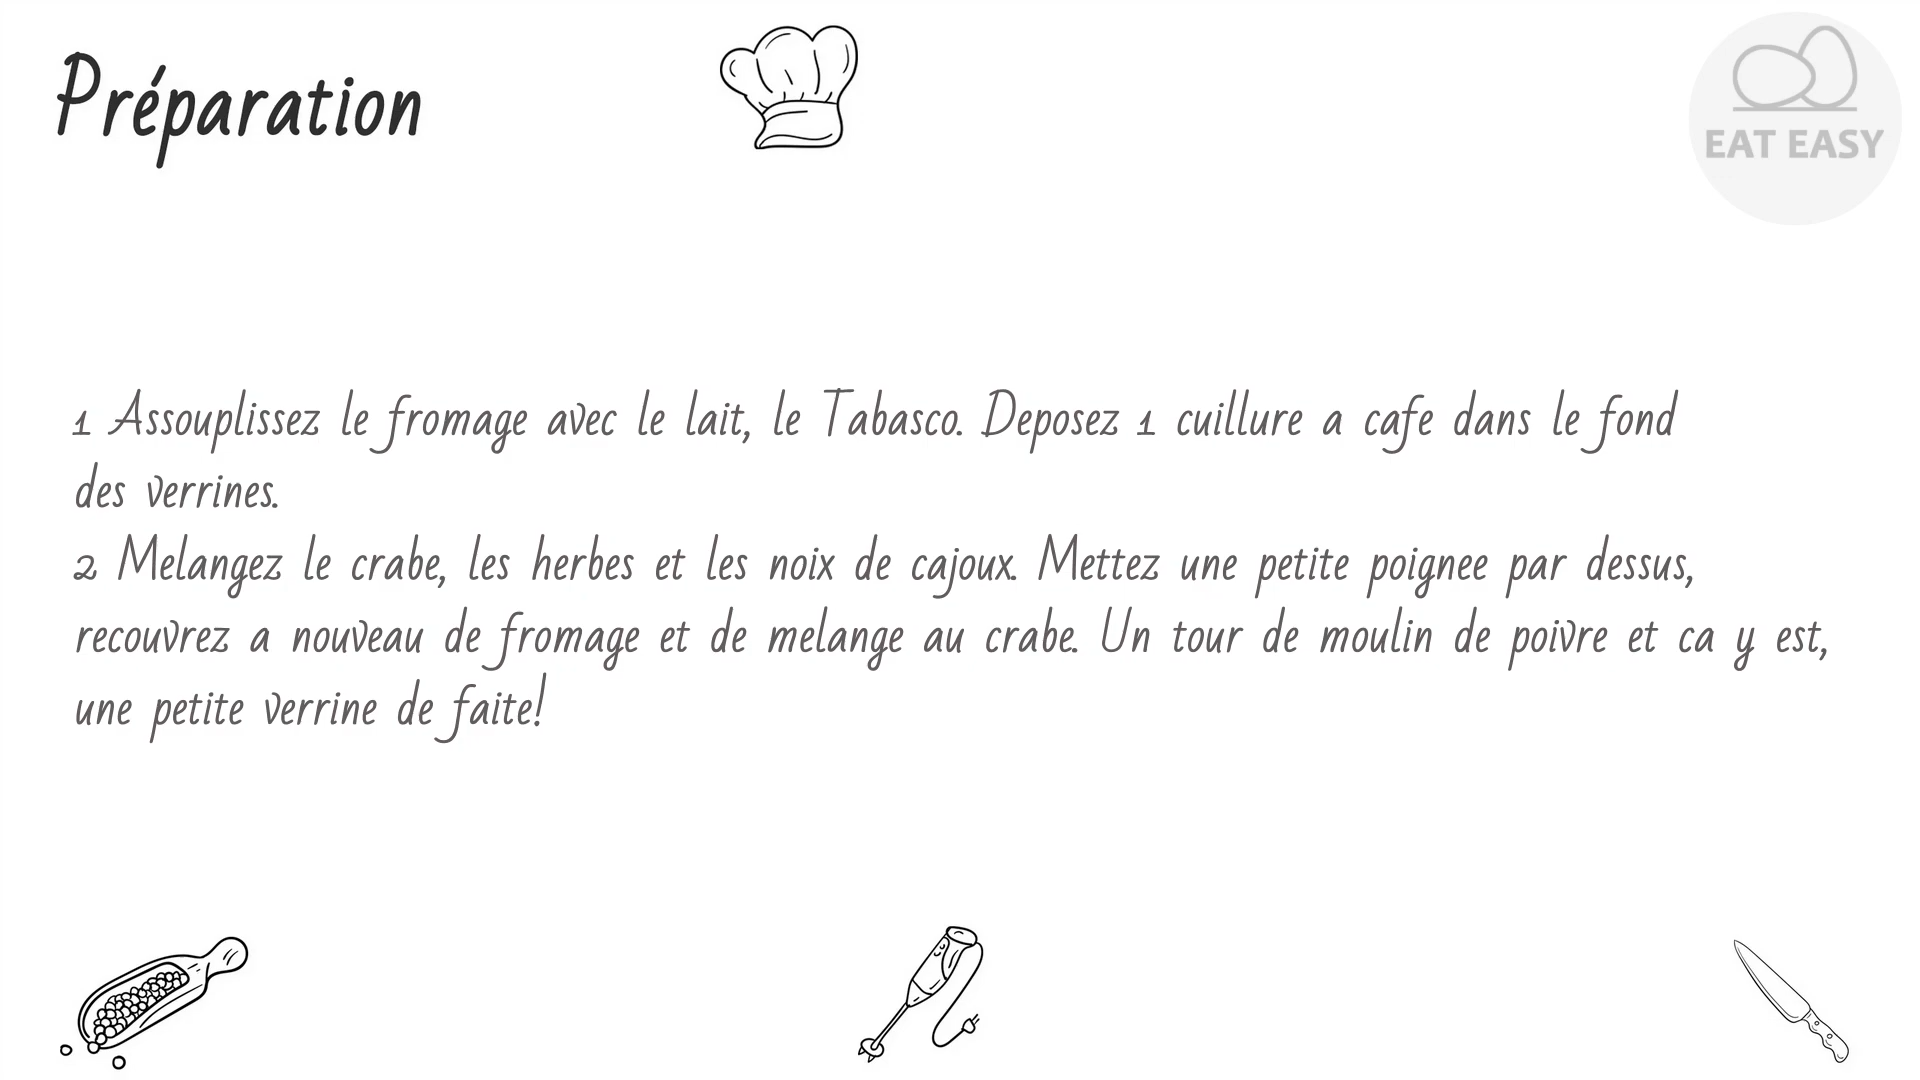 Préparation
EAT EASY
1 Assouplissez le fromage avec le lait, le Tabasco. Deposez 1 cuillure a cafe dans le fond
des verrines.
2 Melangez le crabe, les herbes et les noix de cajoux. Mettez une petite poignee par dessus,
recouvrez a nouveau de fromage et de melange au crabe. Un tour de moulin de poivre et ca y est,
une petite verrine de faite!